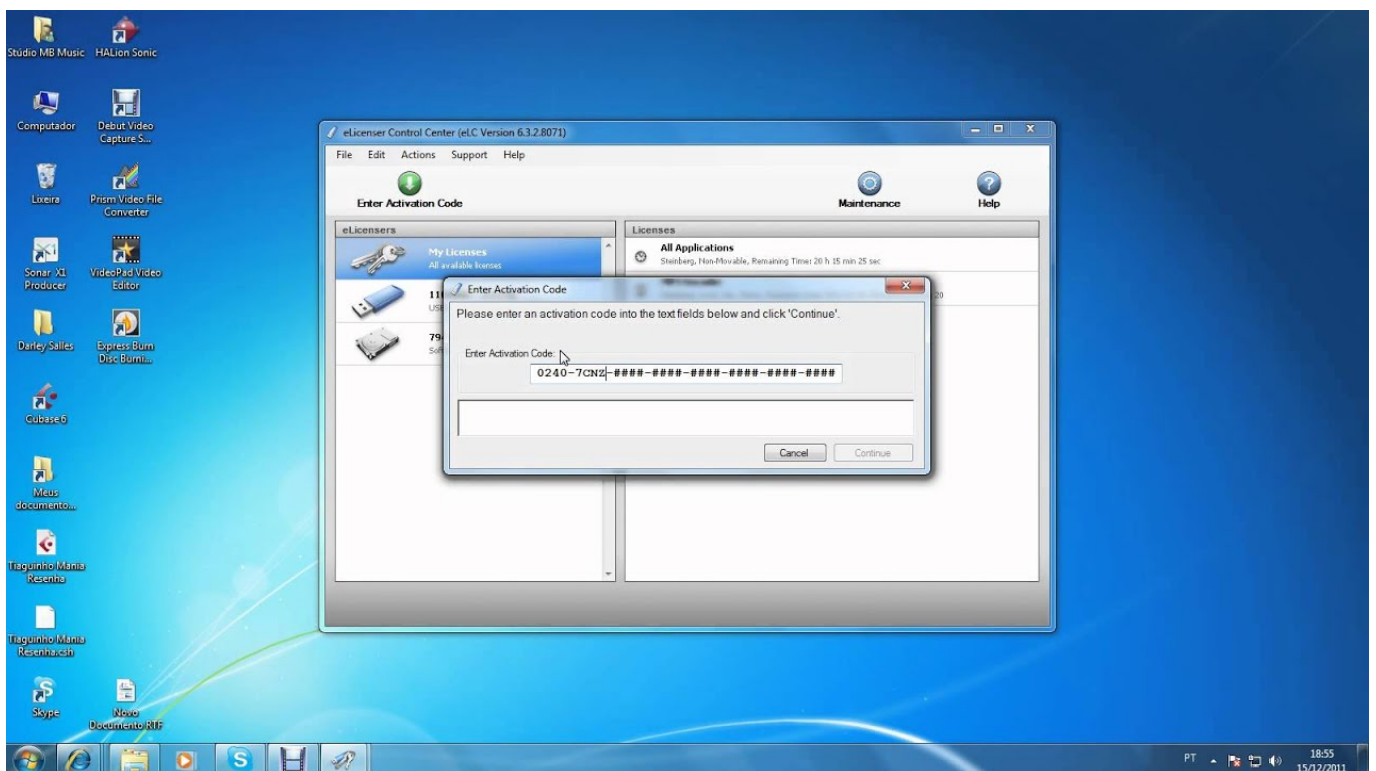 Stúdio MB Music
HALion Sonic
Computador
Debut Video
Capture S...
Lixeira
Prism Video File
Converter
Sonar X1
Producer
VideoPad Video
Editor
Darley Salles
Express Burn
Disc Burni...
Cubase 6
Meus
documento...
Tiaguinho Mania
Resenha
Tiaguinho Mania
Resenha.csh
Skype
Novo
Documento RTF
eLicenser Control Center (eLC Version 6.3.2.8071)
File Edit Actions Support Help
Enter Activation Code
Maintenance
Help
eLicensers
My Licenses
All available licenses
Licenses
All Applications
Steinberg, Non-Movable, Remaining Time: 20 h 15 min 25 sec
Enter Activation Code
Please enter an activation code into the text fields below and click 'Continue'.
Enter Activation Code:
0240-7CNZ-####-####-####-####-####-####
Cancel
Continue
PT
18:55
15/12/2011